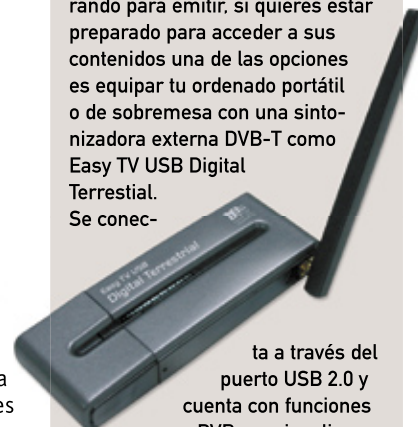 rando para emitir, si quieres estar
preparado para acceder a sus
contenidos una de las opciones
es equipar tu ordenado portátil
o de sobremesa con una sinto-
nizadora externa DVB-T como
Easy TV USB Digital
Terrestial.
Se conec-
Easy TV USB
Digital Terrestrial
ta a través del
puerto USB 2.0 y
cuenta con funciones
a
es